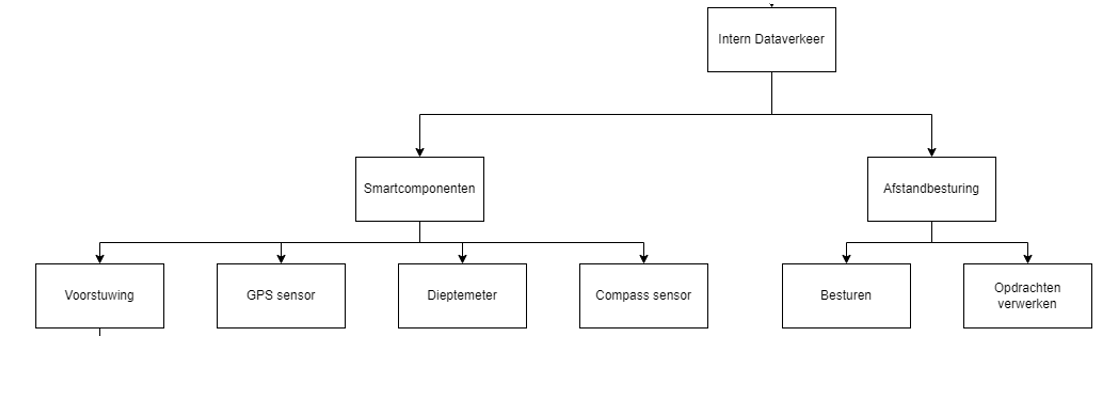 Intern Dataverkeer
Smartcomponenten
Afstandbesturing
Voorstuwing
GPS sensor
Dieptemeter
Compass sensor
Besturen
Opdrachten
verwerken